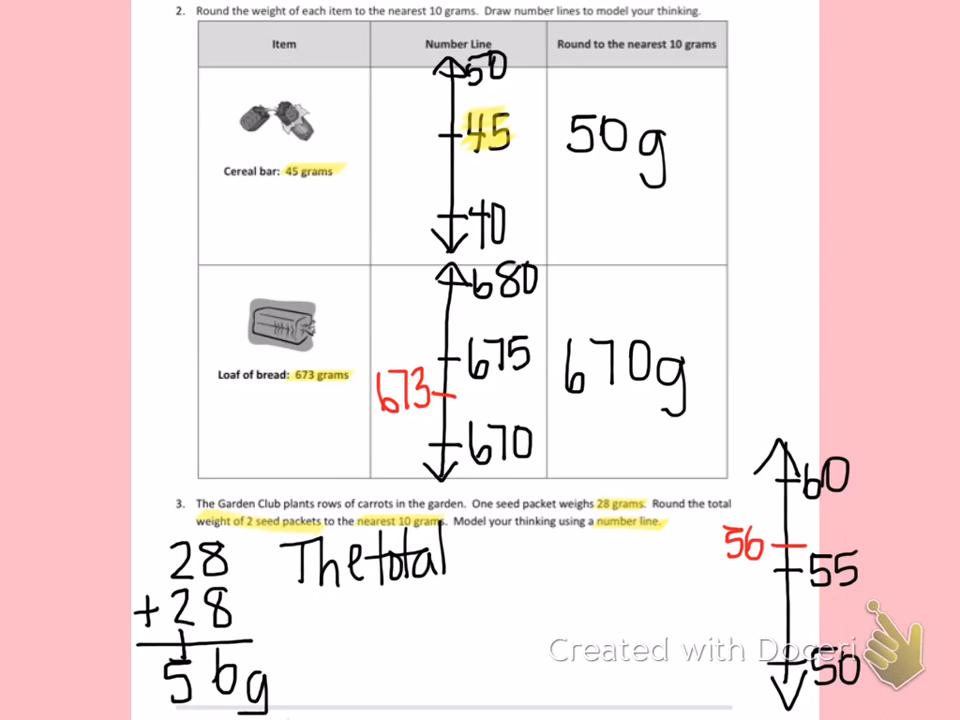 2. Round the weight of each item to the nearest 10 grams. Draw number lines to model your thinking.
Item
Number Line
Round to the nearest 10 grams
50
45
40
Cereal bar: 45 grams
50g
680
675
673
670
Loaf of bread: 673 grams
670g
3. The Garden Club plants rows of carrots in the garden. One seed packet weighs 28 grams. Round the total
weight of 2 seed packets to the nearest 10 grams. Model your thinking using a number line.
28
+28
1
56g
The total
60
56
55
50
Created with Doceri